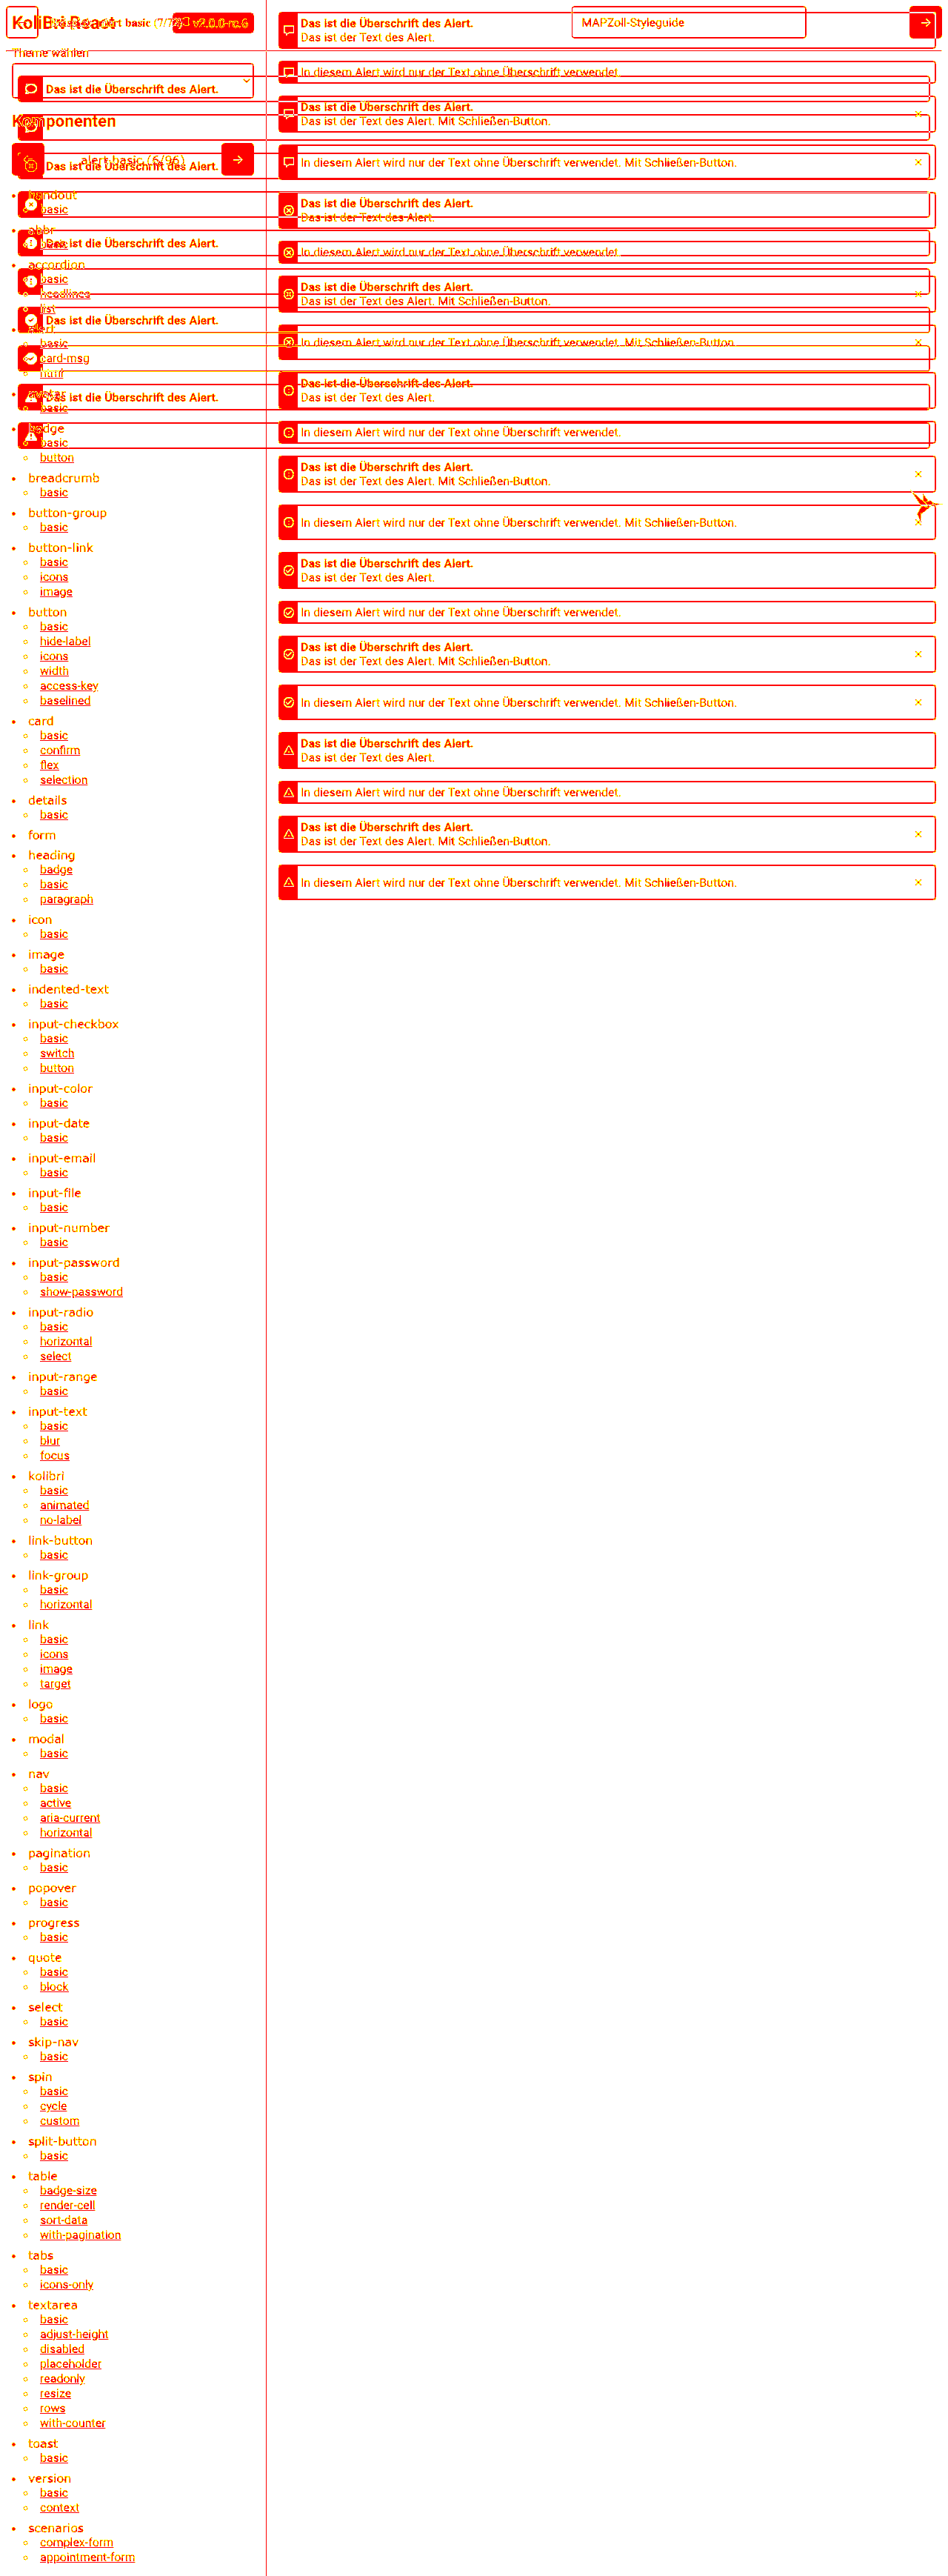 KoliBri React
alert basic
v2.0.0-rc.6
MAPZoll-Styleguide
Theme wählen
Das ist die Überschrift des Alert.
Komponenten
alert-basic (6/96)
Das ist die Überschrift des Alert.
handout
basic
abbr
basic
Das ist die Überschrift des Alert.
accordion
basic
headlines
list
Das ist die Überschrift des Alert.
alert
basic
card-msg
html
Das ist die Überschrift des Alert.
avatar
basic
badge
basic
button
breadcrumb
basic
button-group
basic
button-link
basic
icons
image
button
basic
hide-label
icons
width
access-key
baselined
card
basic
confirm
flex
selection
details
basic
form
heading
badge
basic
paragraph
icon
basic
image
basic
indented-text
basic
input-checkbox
basic
switch
button
input-color
basic
input-date
basic
input-email
basic
input-file
basic
input-number
basic
input-password
basic
show-password
input-radio
basic
horizontal
select
input-range
basic
input-text
basic
blur
focus
kolibri
basic
animated
no-label
link-button
basic
link-group
basic
horizontal
link
basic
icons
image
target
logo
basic
modal
basic
nav
basic
active
aria-current
horizontal
pagination
basic
popover
basic
progress
basic
quote
basic
block
select
basic
skip-nav
basic
spin
basic
cycle
custom
split-button
basic
table
badge-size
render-cell
sort-data
with-pagination
tabs
basic
icons-only
textarea
basic
adjust-height
disabled
placeholder
readonly
resize
rows
with-counter
toast
basic
version
basic
context
scenarios
complex-form
appointment-form
Das ist die Überschrift des Alert.
Das ist der Text des Alert.
In diesem Alert wird nur der Text ohne Überschrift verwendet.
Das ist die Überschrift des Alert.
Das ist der Text des Alert. Mit Schließen-Button.
In diesem Alert wird nur der Text ohne Überschrift verwendet. Mit Schließen-Button.
Das ist die Überschrift des Alert.
Das ist der Text des Alert.
In diesem Alert wird nur der Text ohne Überschrift verwendet.
Das ist die Überschrift des Alert.
Das ist der Text des Alert. Mit Schließen-Button.
In diesem Alert wird nur der Text ohne Überschrift verwendet. Mit Schließen-Button.
Das ist die Überschrift des Alert.
Das ist der Text des Alert.
In diesem Alert wird nur der Text ohne Überschrift verwendet.
Das ist die Überschrift des Alert.
Das ist der Text des Alert. Mit Schließen-Button.
In diesem Alert wird nur der Text ohne Überschrift verwendet. Mit Schließen-Button.
Das ist die Überschrift des Alert.
Das ist der Text des Alert.
In diesem Alert wird nur der Text ohne Überschrift verwendet.
Das ist die Überschrift des Alert.
Das ist der Text des Alert. Mit Schließen-Button.
In diesem Alert wird nur der Text ohne Überschrift verwendet. Mit Schließen-Button.
Das ist die Überschrift des Alert.
Das ist der Text des Alert.
In diesem Alert wird nur der Text ohne Überschrift verwendet.
Das ist die Überschrift des Alert.
Das ist der Text des Alert. Mit Schließen-Button.
In diesem Alert wird nur der Text ohne Überschrift verwendet. Mit Schließen-Button.